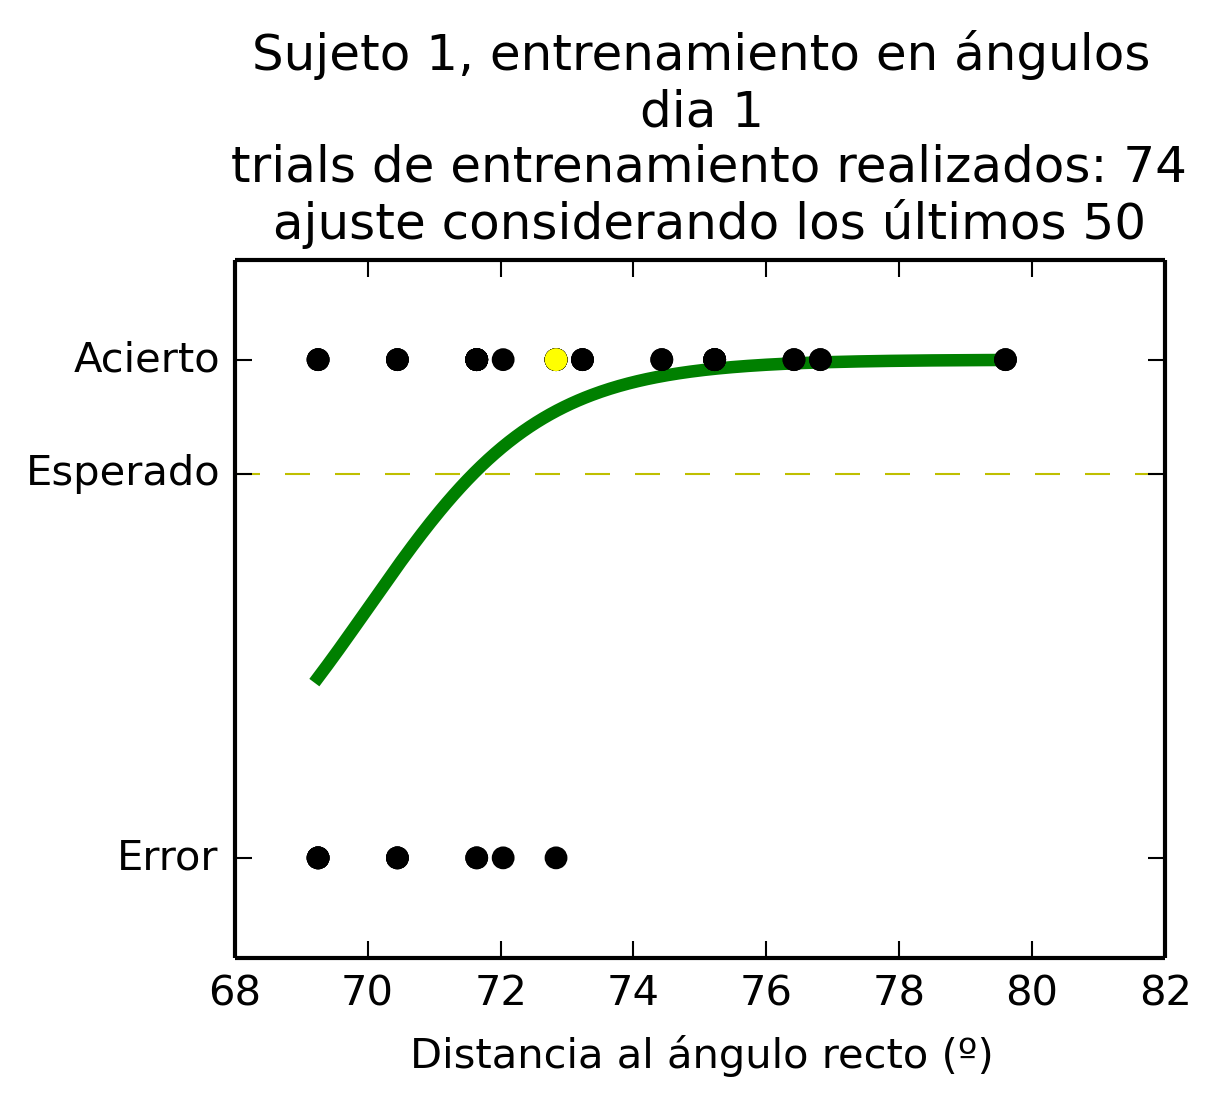 Sujeto 1, entrenamiento en ángulos
dia 1
trials de entrenamiento realizados: 74
ajuste considerando los últimos 50
Acierto
Esperado
Error
68 70 72 74 76 78 80 82
Distancia al ángulo recto (º)